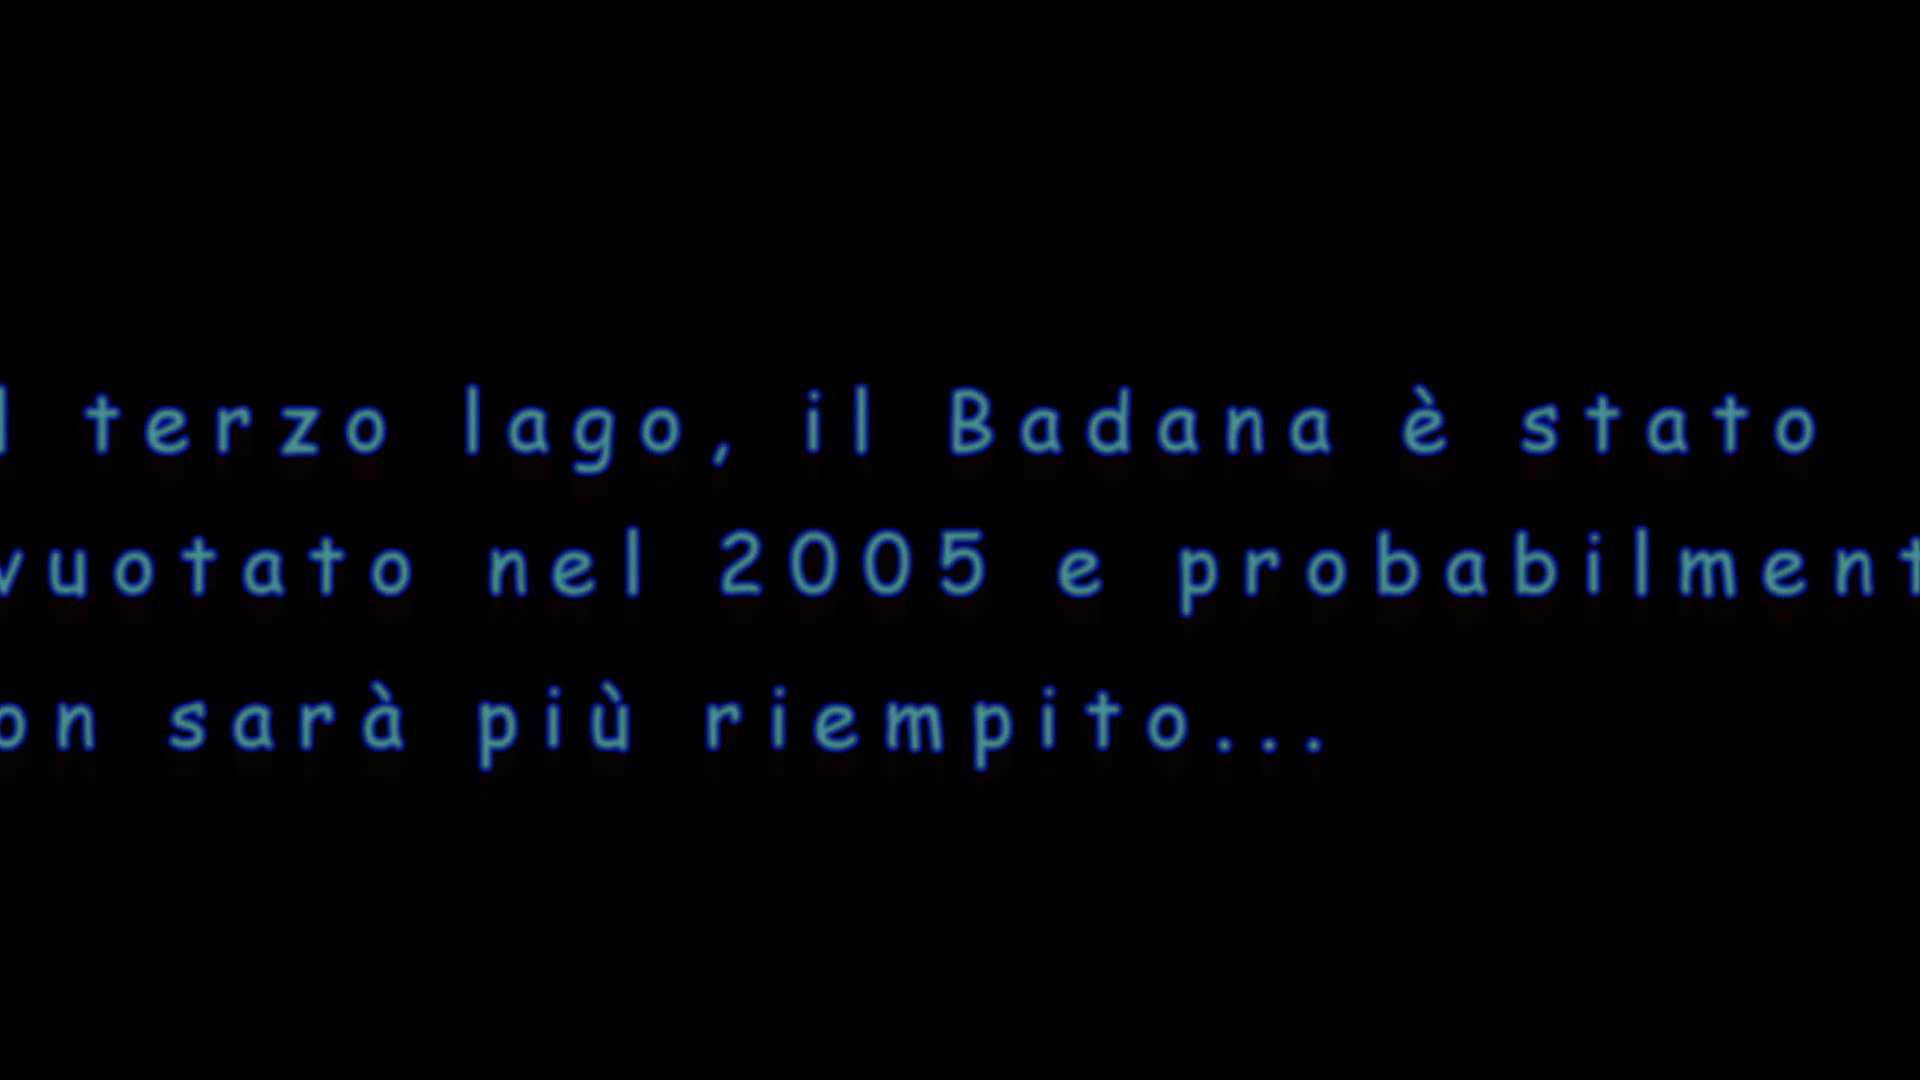 l terzo lago, il Badana è stato
vuotato nel 2005 e probabilment
on sarà più riempito...